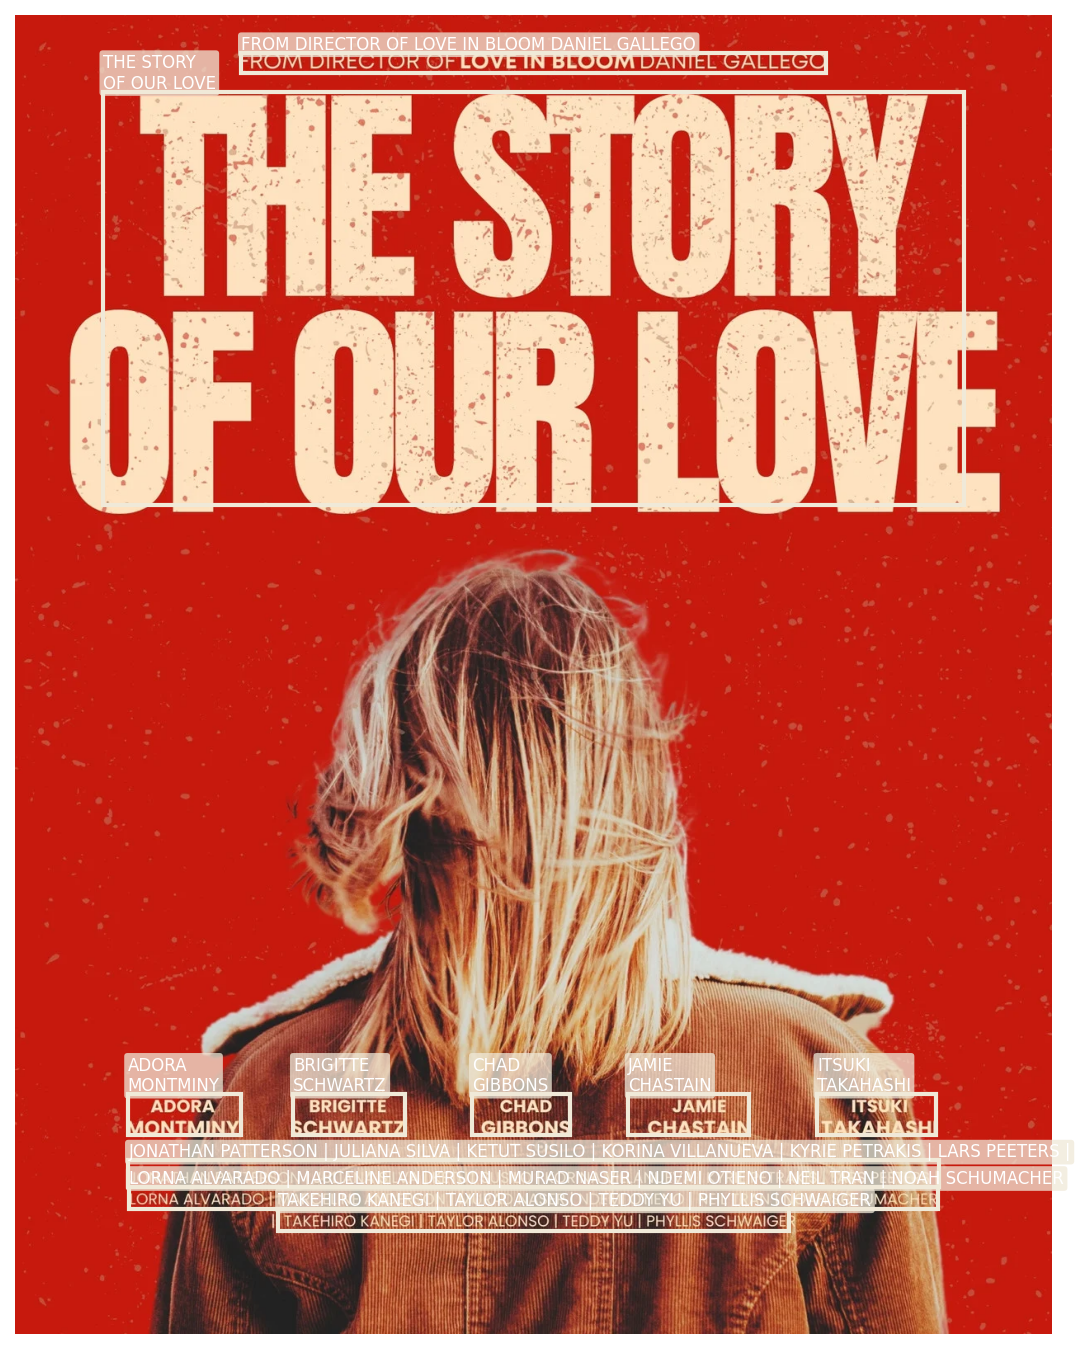 FROM DIRECTOR OF LOVE IN BLOOM DANIEL GALLEGO
THE STORY
OF OUR LOVE
ADORA
MONTMINY
BRIGITTE
SCHWARTZ
CHAD
GIBBONS
JAMIE
CHASTAIN
ITSUKI
TAKAHASHI
JONATHAN PATTERSON | JULIANA SILVA | KETUT SUSILO | KORINA VILLANUEVA | KYRIE PETRAKIS | LARS PEETERS |
LORNA ALVARADO | MARCELINE ANDERSON | MURAD NASER | NDEMI OTIENO | NEIL TRAN | NOAH SCHUMACHER
| TAKEHIRO KANEGI | TAYLOR ALONSO | TEDDY YU | PHYLLIS SCHWAIGER